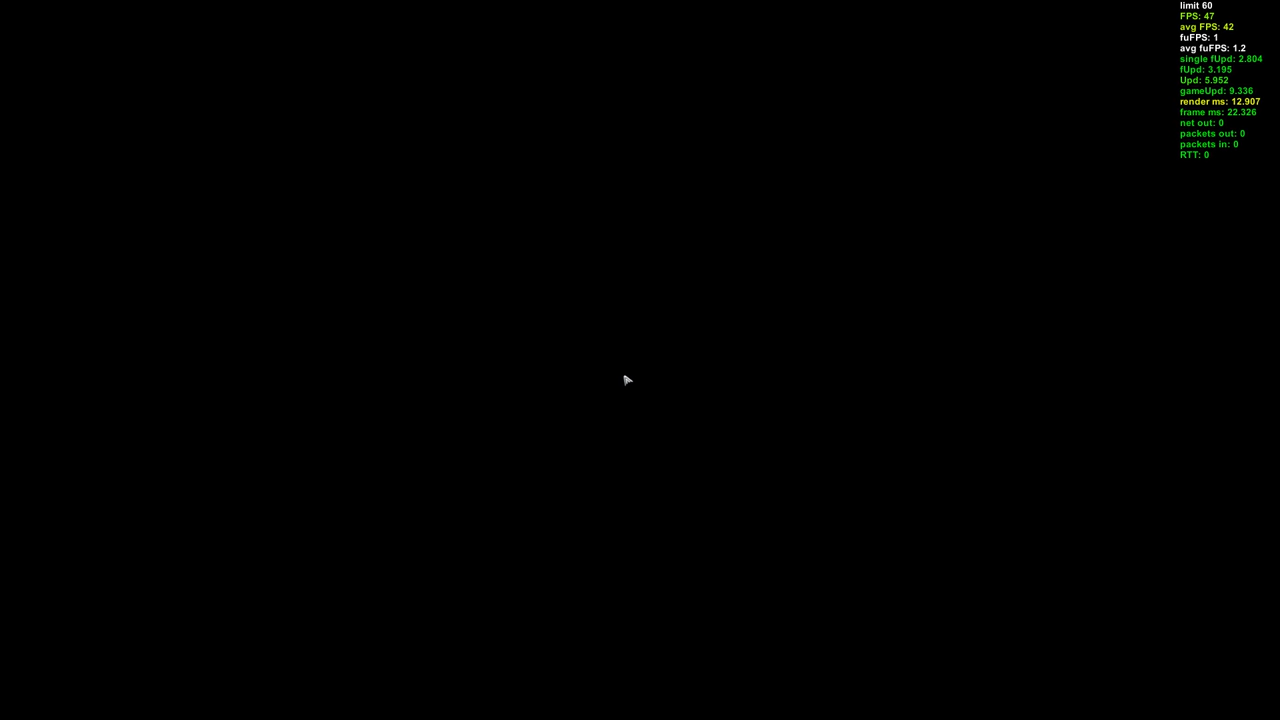 limit 60
FPS: 47
avg FPS: 42
fuFPS: 1
avg fuFPS: 1.2
single fUpd: 2.804
fUpd: 3.195
Upd: 5.952
gameUpd: 9.336
render ms: 12.907
frame ms: 22.326
net out: 0
packets out: 0
packets in: 0
RTT: 0